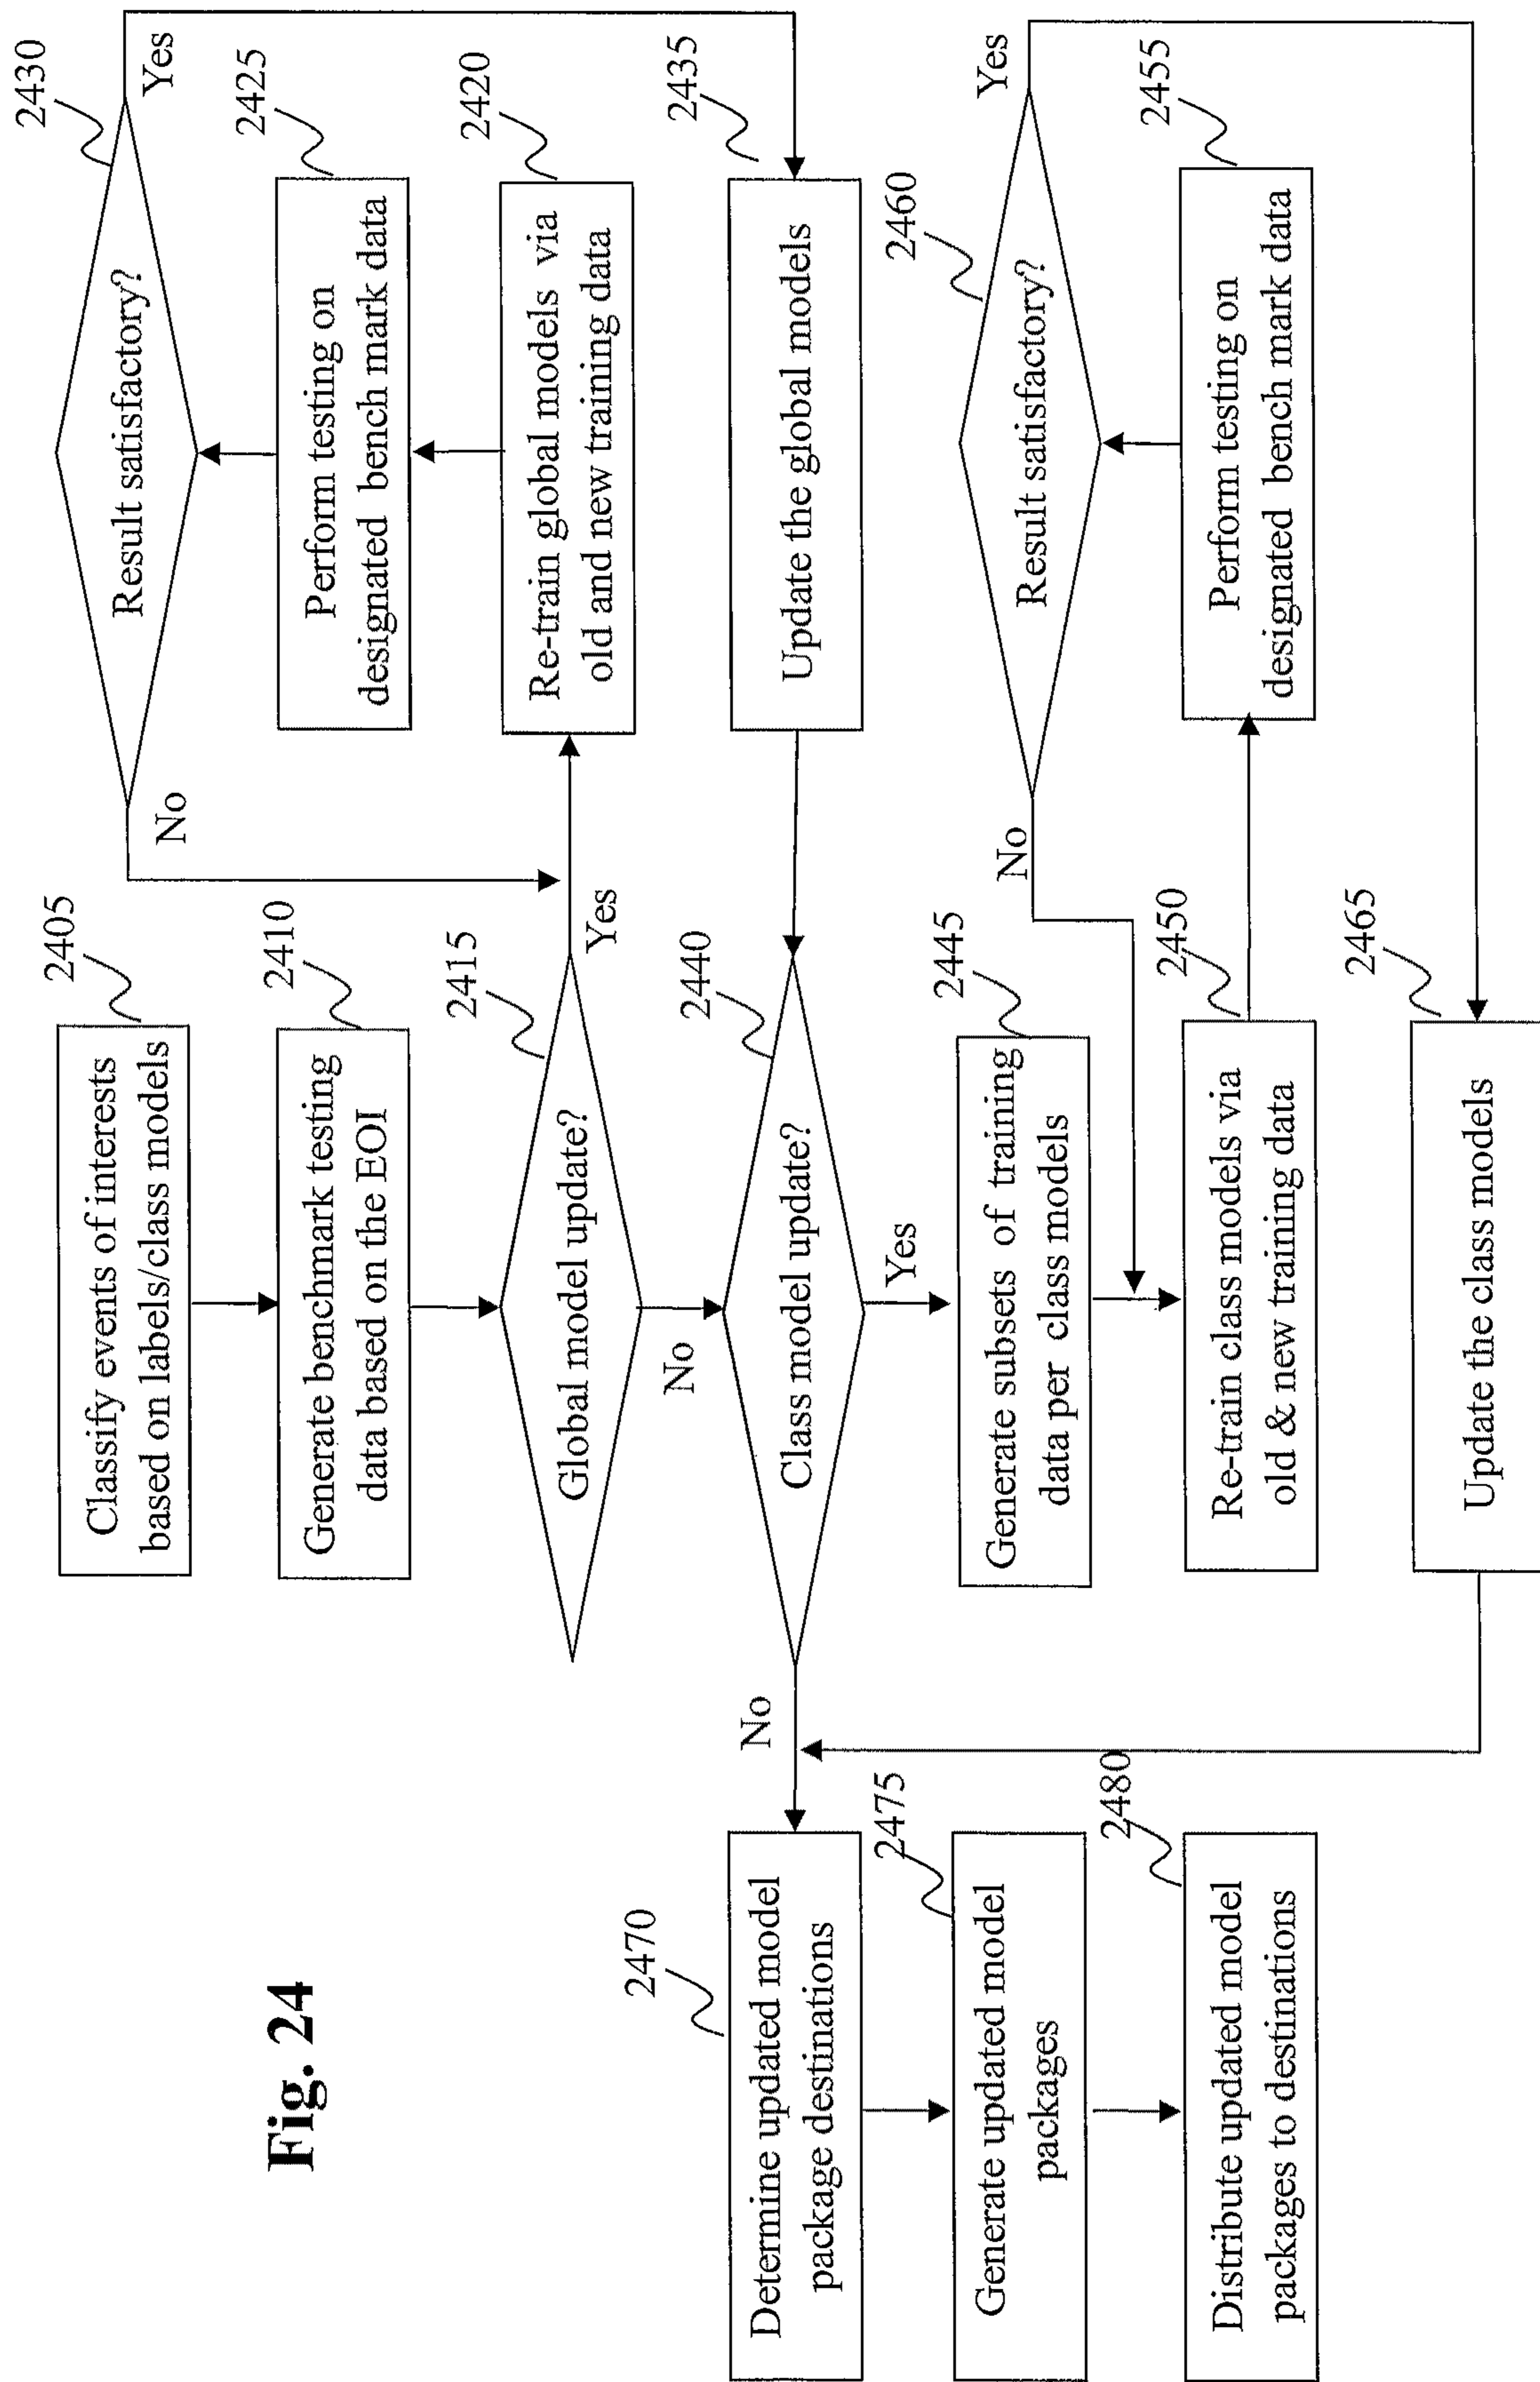 2405
Classify events of interests
based on labels/class models
2410
Generate benchmark testing
data based on the EOI
2415
Global model update?
Yes
No
2430
Result satisfactory?
Yes
No
2425
Perform testing on
designated bench mark data
2420
Re-train global models via
old and new training data
2435
Update the global models
2440
Class model update?
No
Yes
2445
Generate subsets of training
data per class models
2450
Re-train class models via
old & new training data
2460
Result satisfactory?
Yes
No
2455
Perform testing on
designated bench mark data
2465
Update the class models
2470
Determine updated model
package destinations
2475
Generate updated model
packages
2480
Distribute updated model
packages to destinations
Fig. 24